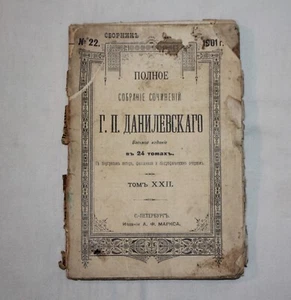 СБОРНИКЪ
№ 22.
1901 г.
ПОЛНОЕ
СОБРАНІЕ СОЧИНЕНІЙ
Г. П. ДАНИЛЕВСКАГО
въ 24 томахъ.
ТОМЪ XXII.
С.-ПЕТЕРБУРГЪ.
Изданіе А. Ф. МАРКСА.